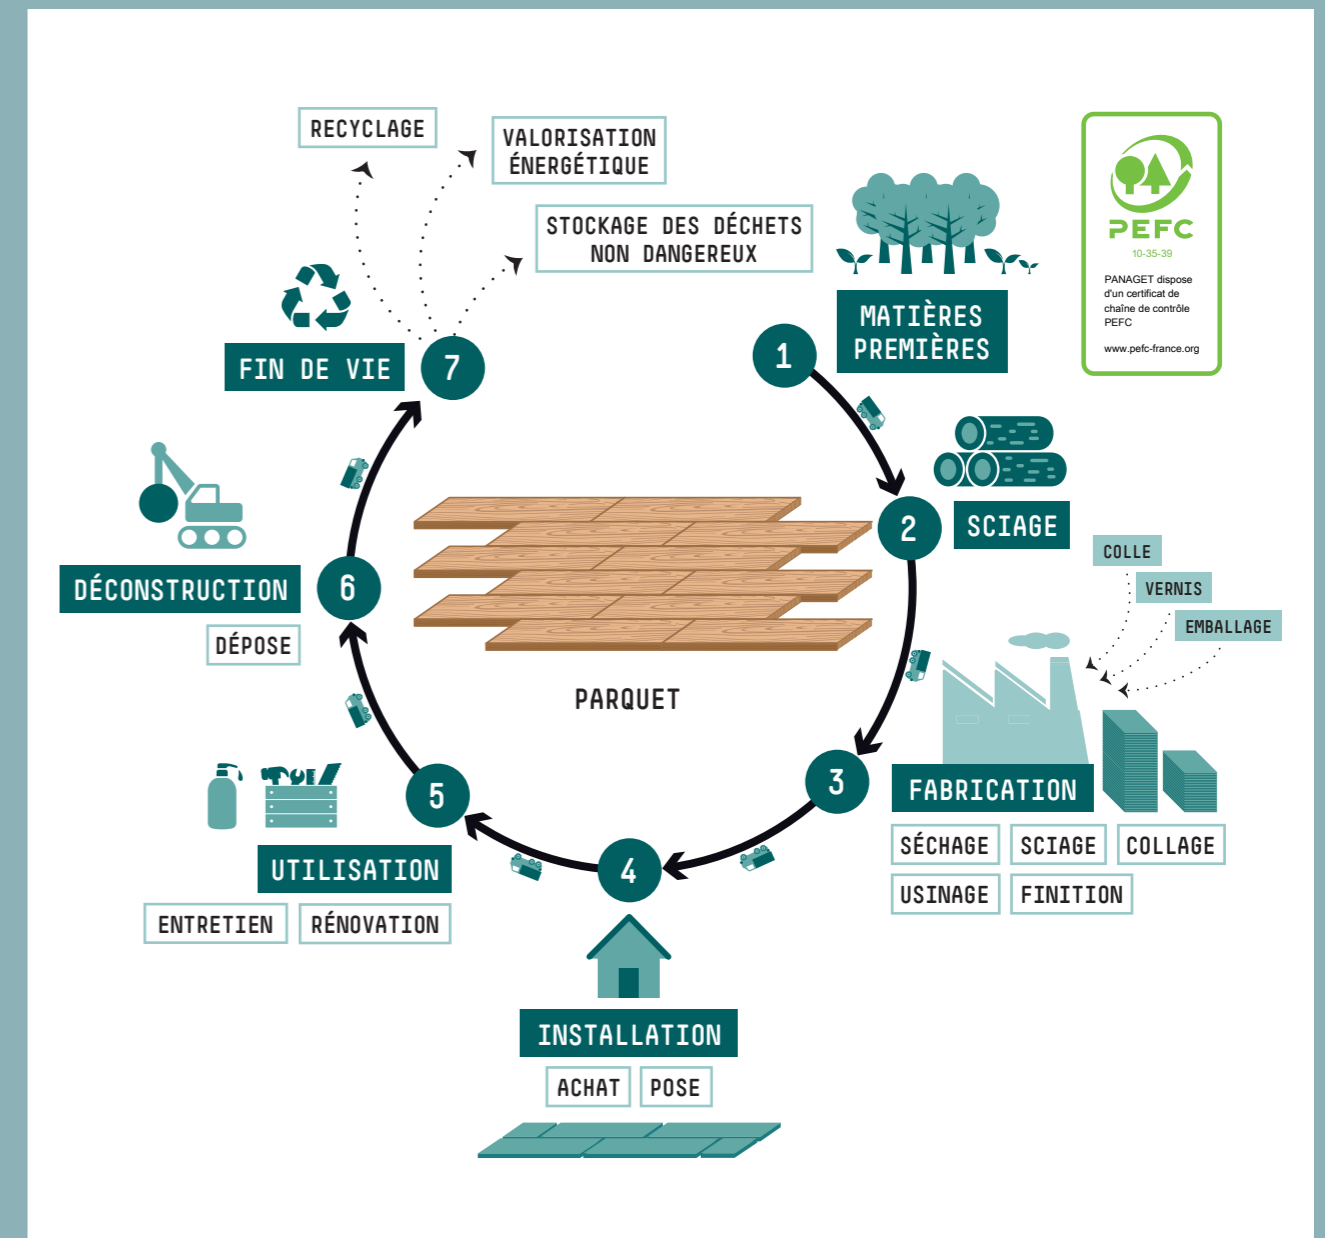 RECYCLAGE
VALORISATION
ÉNERGÉTIQUE
STOCKAGE DES DÉCHETS
NON DANGEREUX
PEFC
10-35-39
PANAGET dispose
d'un certificat de
chaîne de contrôle
PEFC
www.pefc-france.org
1
MATIÈRES
PREMIÈRES
2
SCIAGE
COLLE
VERNIS
EMBALLAGE
3
FABRICATION
SÉCHAGE
SCIAGE
COLLAGE
USINAGE
FINITION
4
INSTALLATION
ACHAT
POSE
5
UTILISATION
ENTRETIEN
RÉNOVATION
6
DÉCONSTRUCTION
DÉPOSE
7
FIN DE VIE
PARQUET